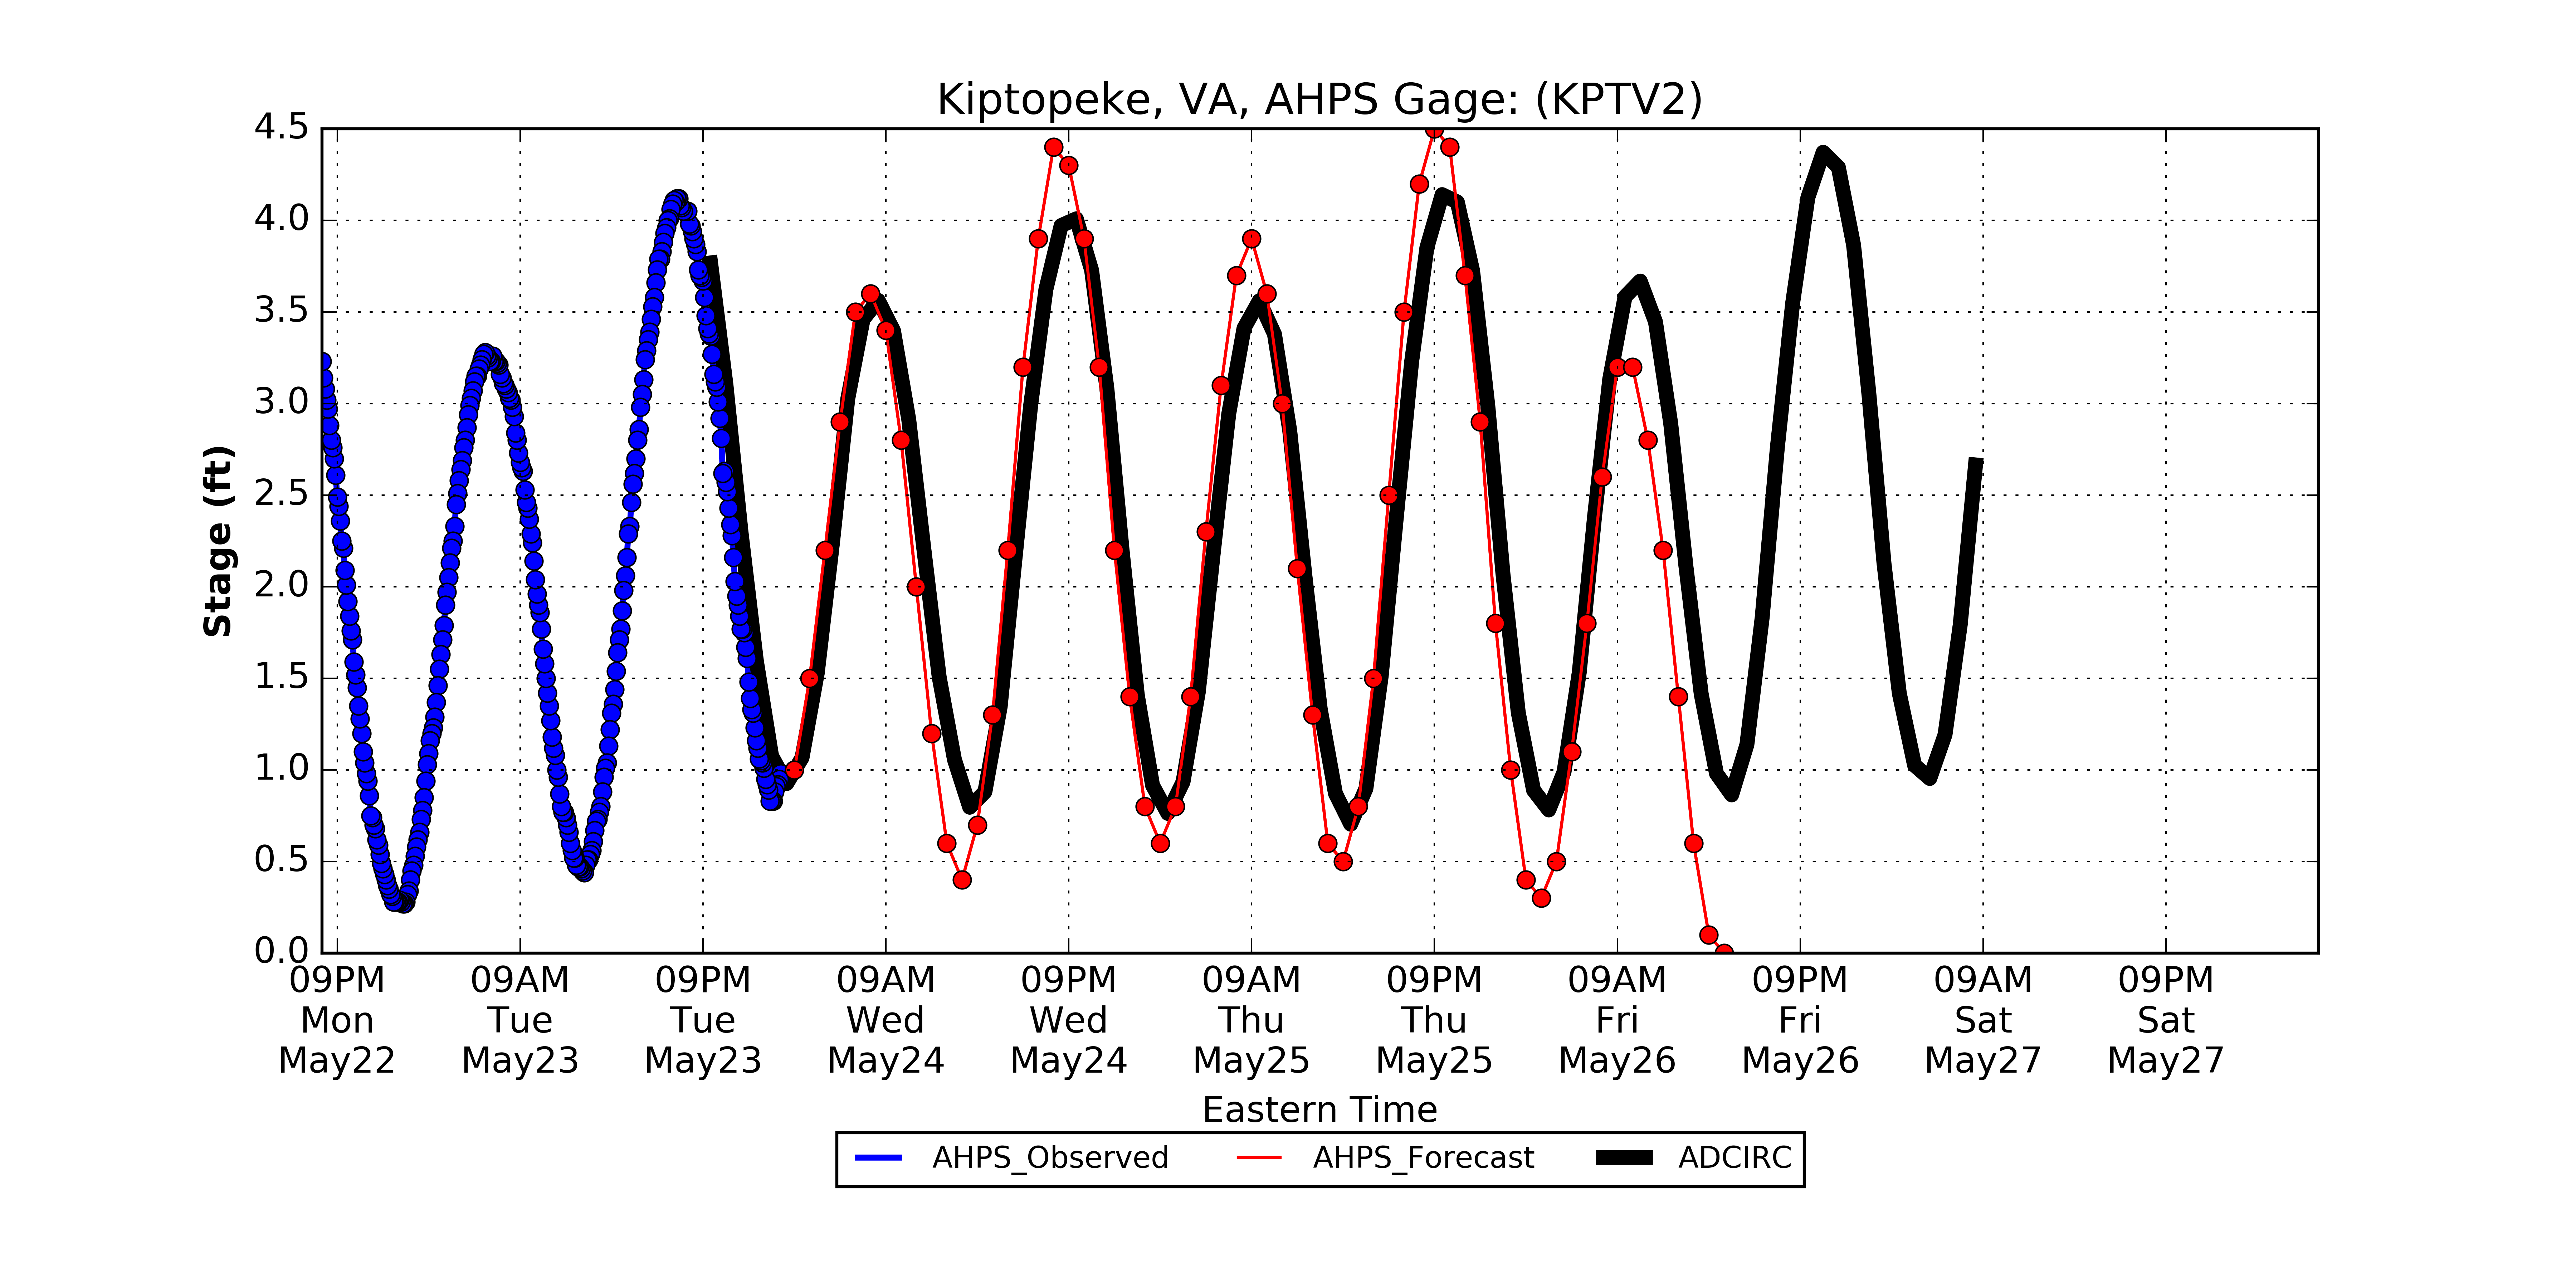 Kiptopeke, VA, AHPS Gage: (KPTV2)
4.5
4.0
3.5
3.0
2.5
2.0
1.5
1.0
0.5
0.0
Stage (ft)
09PM 09AM 09PM 09AM 09PM 09AM 09PM 09AM 09PM 09AM 09PM
Mon Tue Tue Wed Wed Thu Thu Fri Fri Sat Sat
May22 May23 May23 May24 May24 May25 May25 May26 May26 May27 May27
Eastern Time
AHPS_Observed AHPS_Forecast ADCIRC